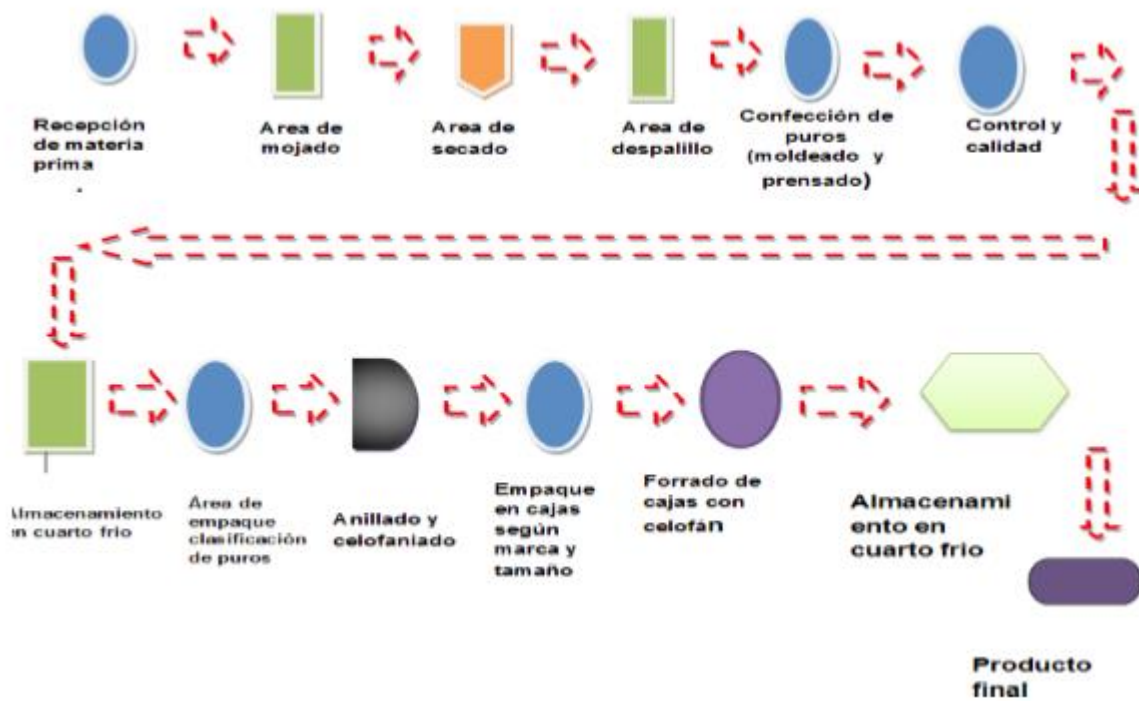 Recepción
de materia
prima
.
Area de
mojado
Area de
secado
Area de
despalillo
Confección de
puros
(moldeado y
prensado)
Control y
calidad
Almacenamiento
en cuarto frio
Área de
empaque
clasificación
de puros
Anillado y
celofaniado
Empaque
en cajas
según
marca y
tamaño
Forrado de
cajas con
celofán
Almacenami
ento en
cuarto frio
Producto
final